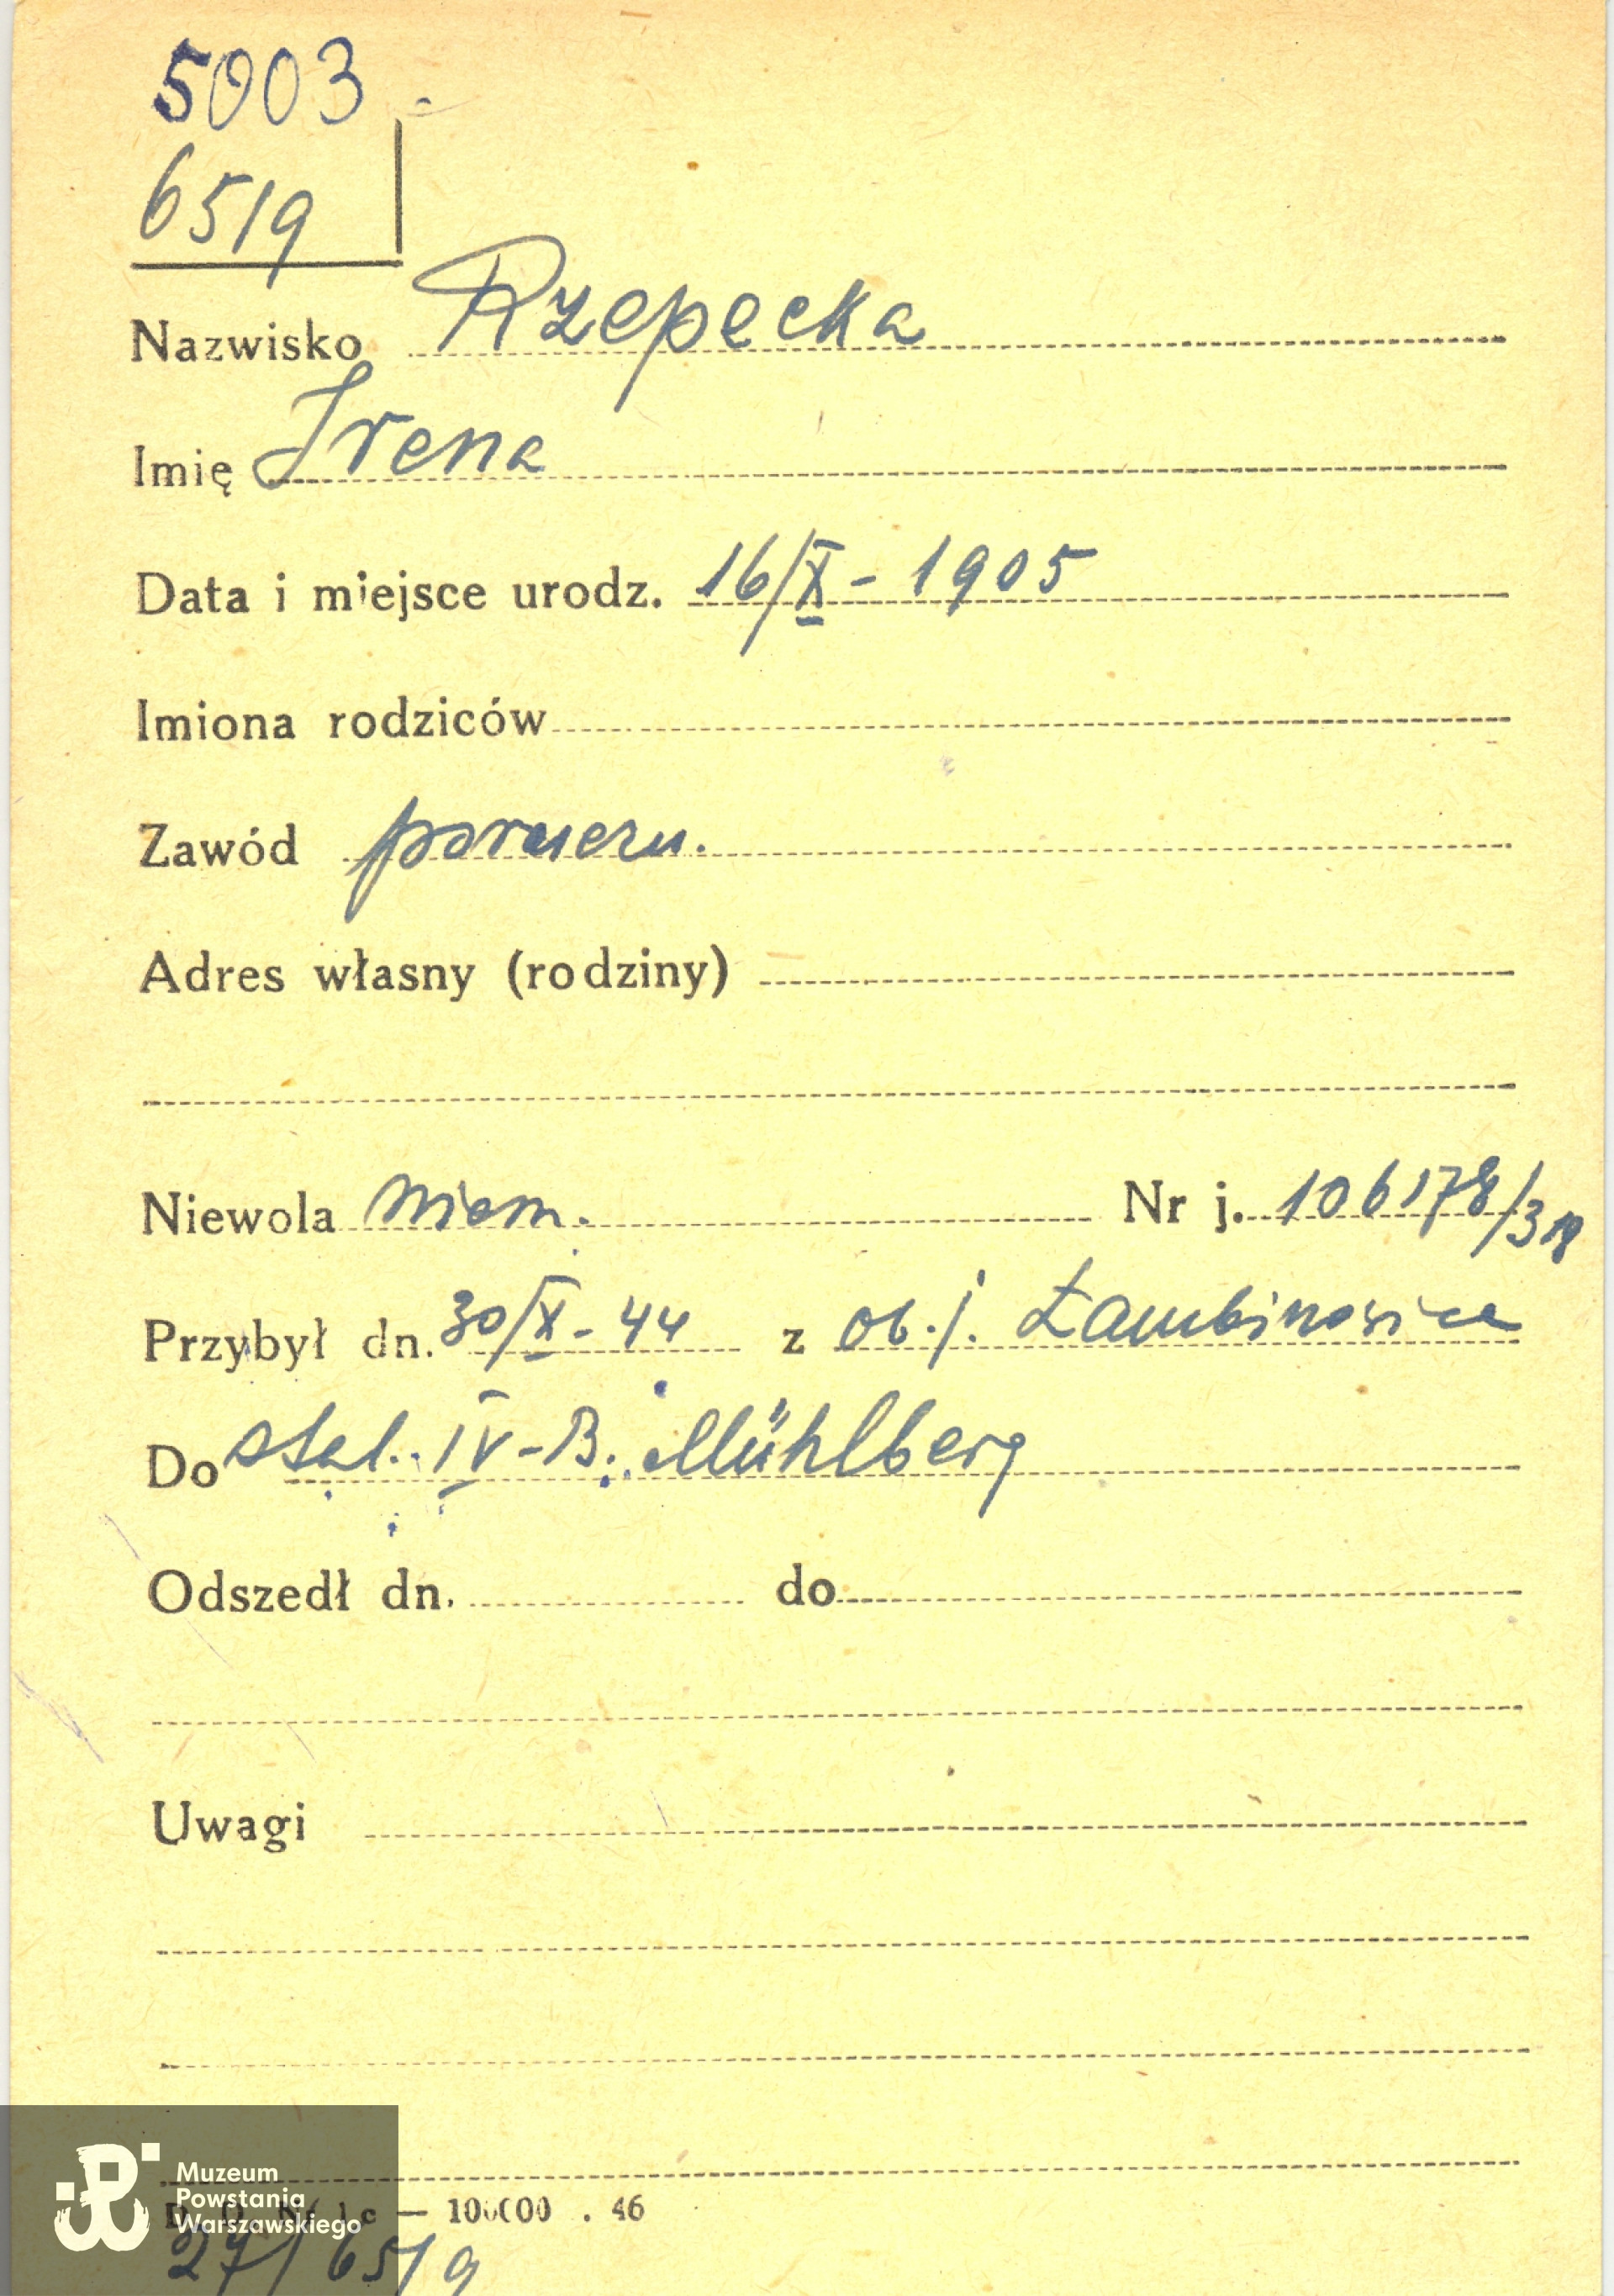 5003
6519
Nazwisko Rzepecka
Imię Irena
Data i miejsce urodz. 16/X - 1905
Imiona rodziców
Zawód
Adres własny (rodziny)
Niewola niem. Nr j. 106178/318
Przybył dn. 30/X - 44 z ob. j. Łambinowice
Do stal. IV-B. Mühlberg
Odszedł dn. do
Uwagi
Muzeum
Powstania
Warszawskiego
— 100000 . 46
27/6519